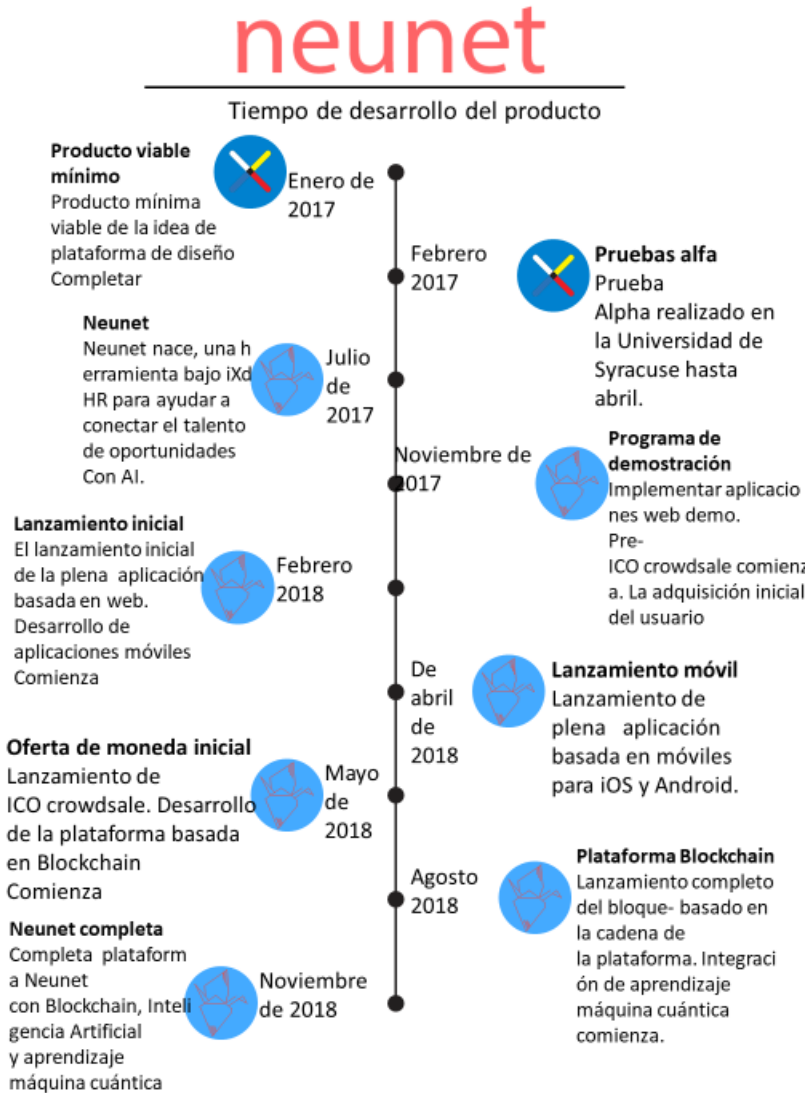 neunet
Tiempo de desarrollo del producto
Producto viable
mínimo
Producto mínima
viable de la idea de
plataforma de diseño
Completar
Enero de
2017
Febrero
2017
Pruebas alfa
Prueba
Alpha realizado en
la Universidad de
Syracuse hasta
abril.
Neunet
Neunet nace, una h
erramienta bajo iXd
HR para ayudar a
conectar el talento
de oportunidades
Con AI.
Julio
de
2017
Noviembre de
2017
Programa de
demostración
Implementar aplicacio
nes web demo.
Pre-
ICO crowdsale comienz
a. La adquisición inicial
del usuario
Lanzamiento inicial
El lanzamiento inicial
de la plena aplicación
basada en web.
Desarrollo de
aplicaciones móviles
Comienza
Febrero
2018
De
abril
de
2018
Lanzamiento móvil
Lanzamiento de
plena aplicación
basada en móviles
para iOS y Android.
Oferta de moneda inicial
Lanzamiento de
ICO crowdsale. Desarrollo
de la plataforma basada
en Blockchain
Comienza
Mayo
de
2018
Agosto
2018
Plataforma Blockchain
Lanzamiento completo
del bloque- basado en
la cadena de
la plataforma. Integraci
ón de aprendizaje
máquina cuántica
comienza.
Neunet completa
Completa plataform
a Neunet
con Blockchain, Inteli
gencia Artificial
y aprendizaje
máquina cuántica
Noviembre
de 2018